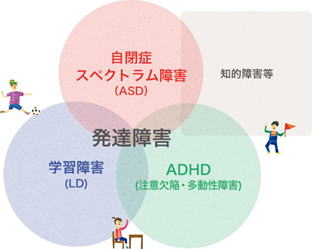 自閉症
スペクトラム障害
(ASD)
知的障害等
発達障害
学習障害
(LD)
ADHD
(注意欠陥・多動性障害)